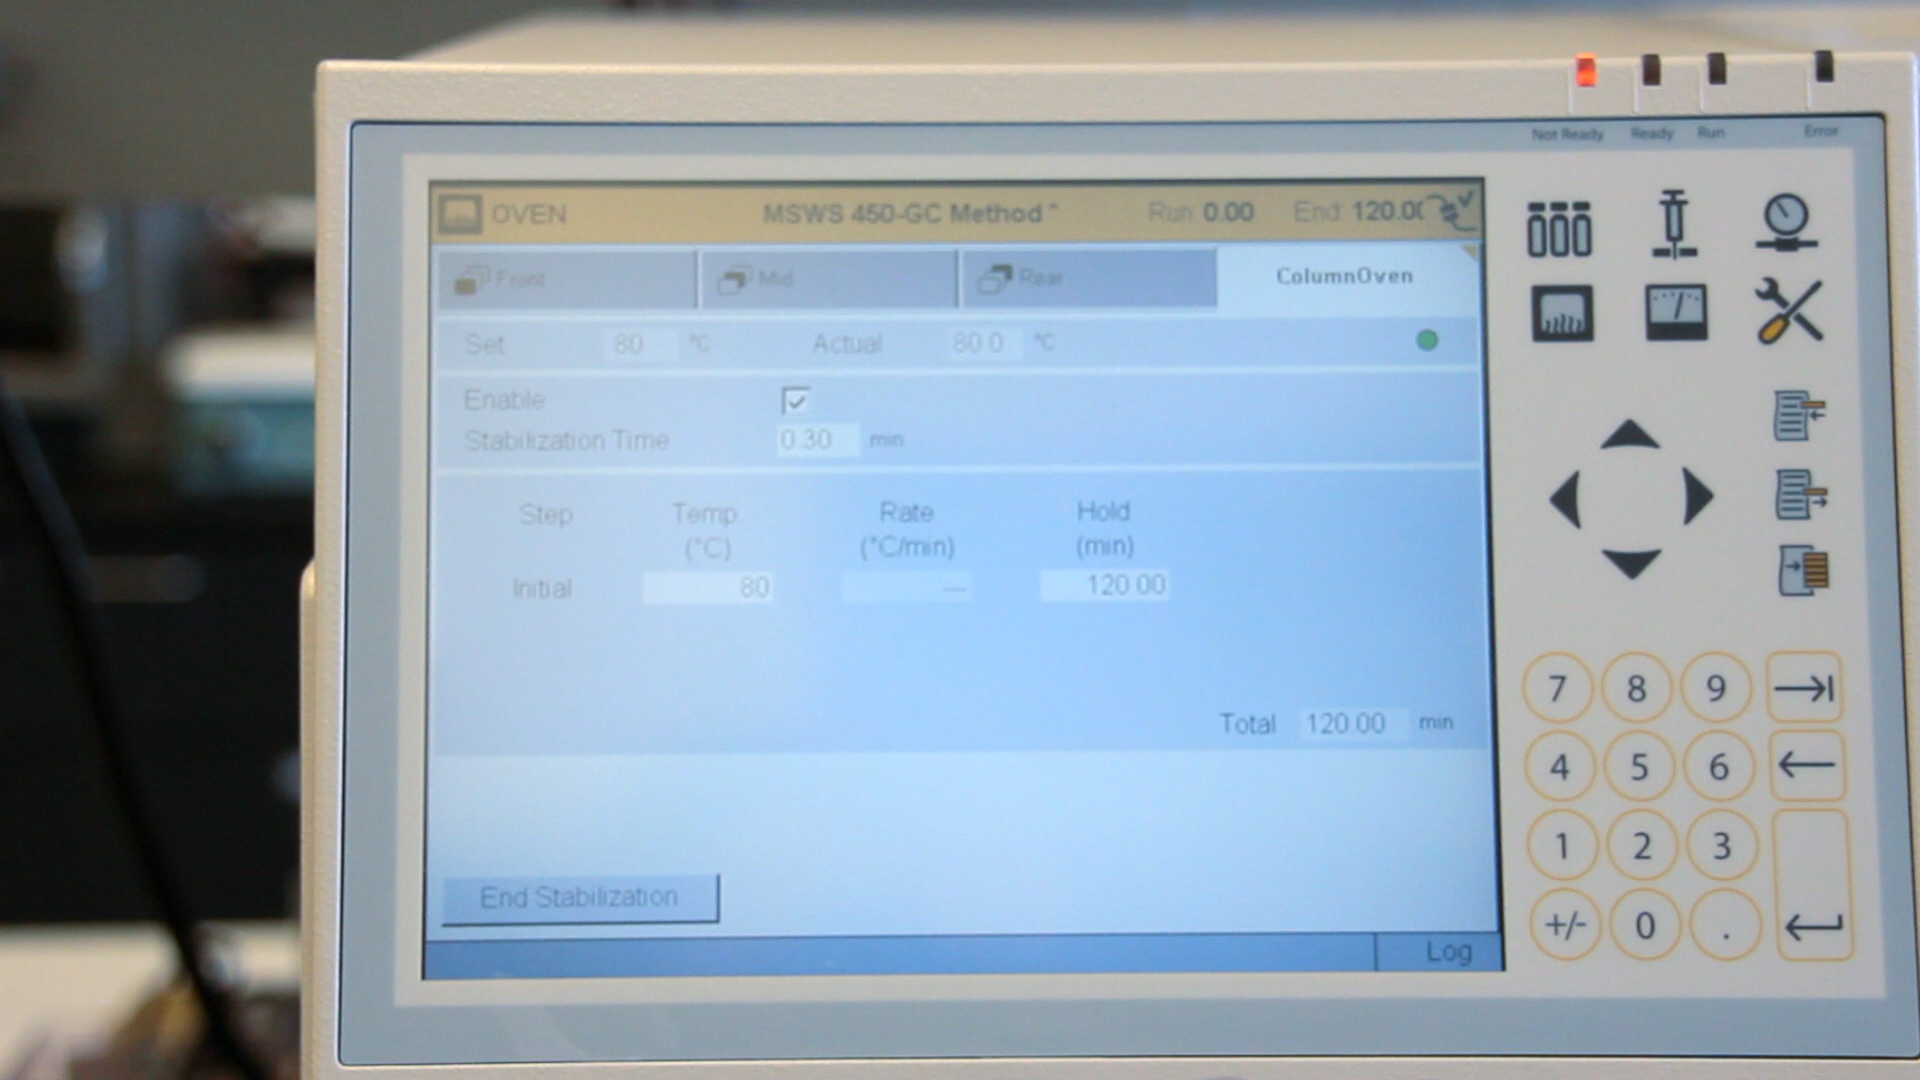 Not Ready Ready Run Error
OVEN MSWS 450-GC Method Run 0.00 End 120.0
Front Mid Rear ColumnOven
Set 80 °C Actual 80.0 °C
Enable
Stabilization Time 0.30 min
Step Temp Rate Hold
(°C) (°C/min) (min)
Initial 80 --- 120.00
Total 120.00 min
End Stabilization
Log
7 8 9
4 5 6
1 2 3
+/- 0 .